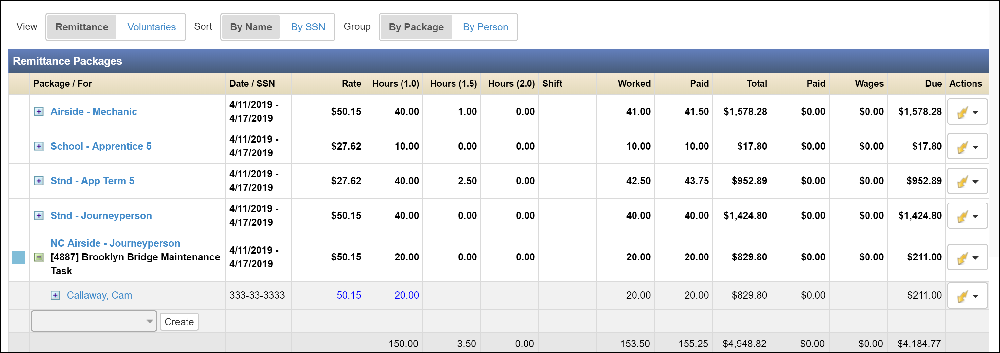 View Remittance Voluntaries Sort By Name By SSN Group By Package By Person
Remittance Packages
Package / For Date / SSN Rate Hours (1.0) Hours (1.5) Hours (2.0) Shift Worked Paid Total Paid Wages Due Actions
Airside - Mechanic 4/11/2019 - 4/17/2019 $50.15 40.00 1.00 0.00 41.00 41.50 $1,578.28 $0.00 $0.00 $1,578.28
School - Apprentice 5 4/11/2019 - 4/17/2019 $27.62 10.00 0.00 0.00 10.00 10.00 $17.80 $0.00 $0.00 $17.80
Stnd - App Term 5 4/11/2019 - 4/17/2019 $27.62 40.00 2.50 0.00 42.50 43.75 $952.89 $0.00 $0.00 $952.89
Stnd - Journeyperson 4/11/2019 - 4/17/2019 $50.15 40.00 0.00 0.00 40.00 40.00 $1,424.80 $0.00 $0.00 $1,424.80
NC Airside - Journeyperson
[4887] Brooklyn Bridge Maintenance
Task
4/11/2019 - 4/17/2019 $50.15 20.00 0.00 0.00 20.00 20.00 $829.80 $0.00 $0.00 $211.00
Callaway, Cam 333-33-3333 50.15 20.00 20.00 20.00 $829.80 $0.00 $211.00
Create
150.00 3.50 0.00 153.50 155.25 $4,948.82 $0.00 $0.00 $4,184.77